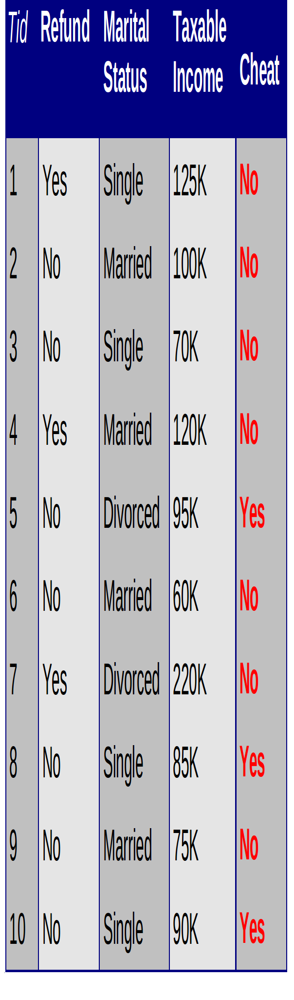 Tid Refund Marital Status Taxable Income Cheat
1 Yes Single 125K No
2 No Married 100K No
3 No Single 70K No
4 Yes Married 120K No
5 No Divorced 95K Yes
6 No Married 60K No
7 Yes Divorced 220K No
8 No Single 85K Yes
9 No Married 75K No
10 No Single 90K Yes